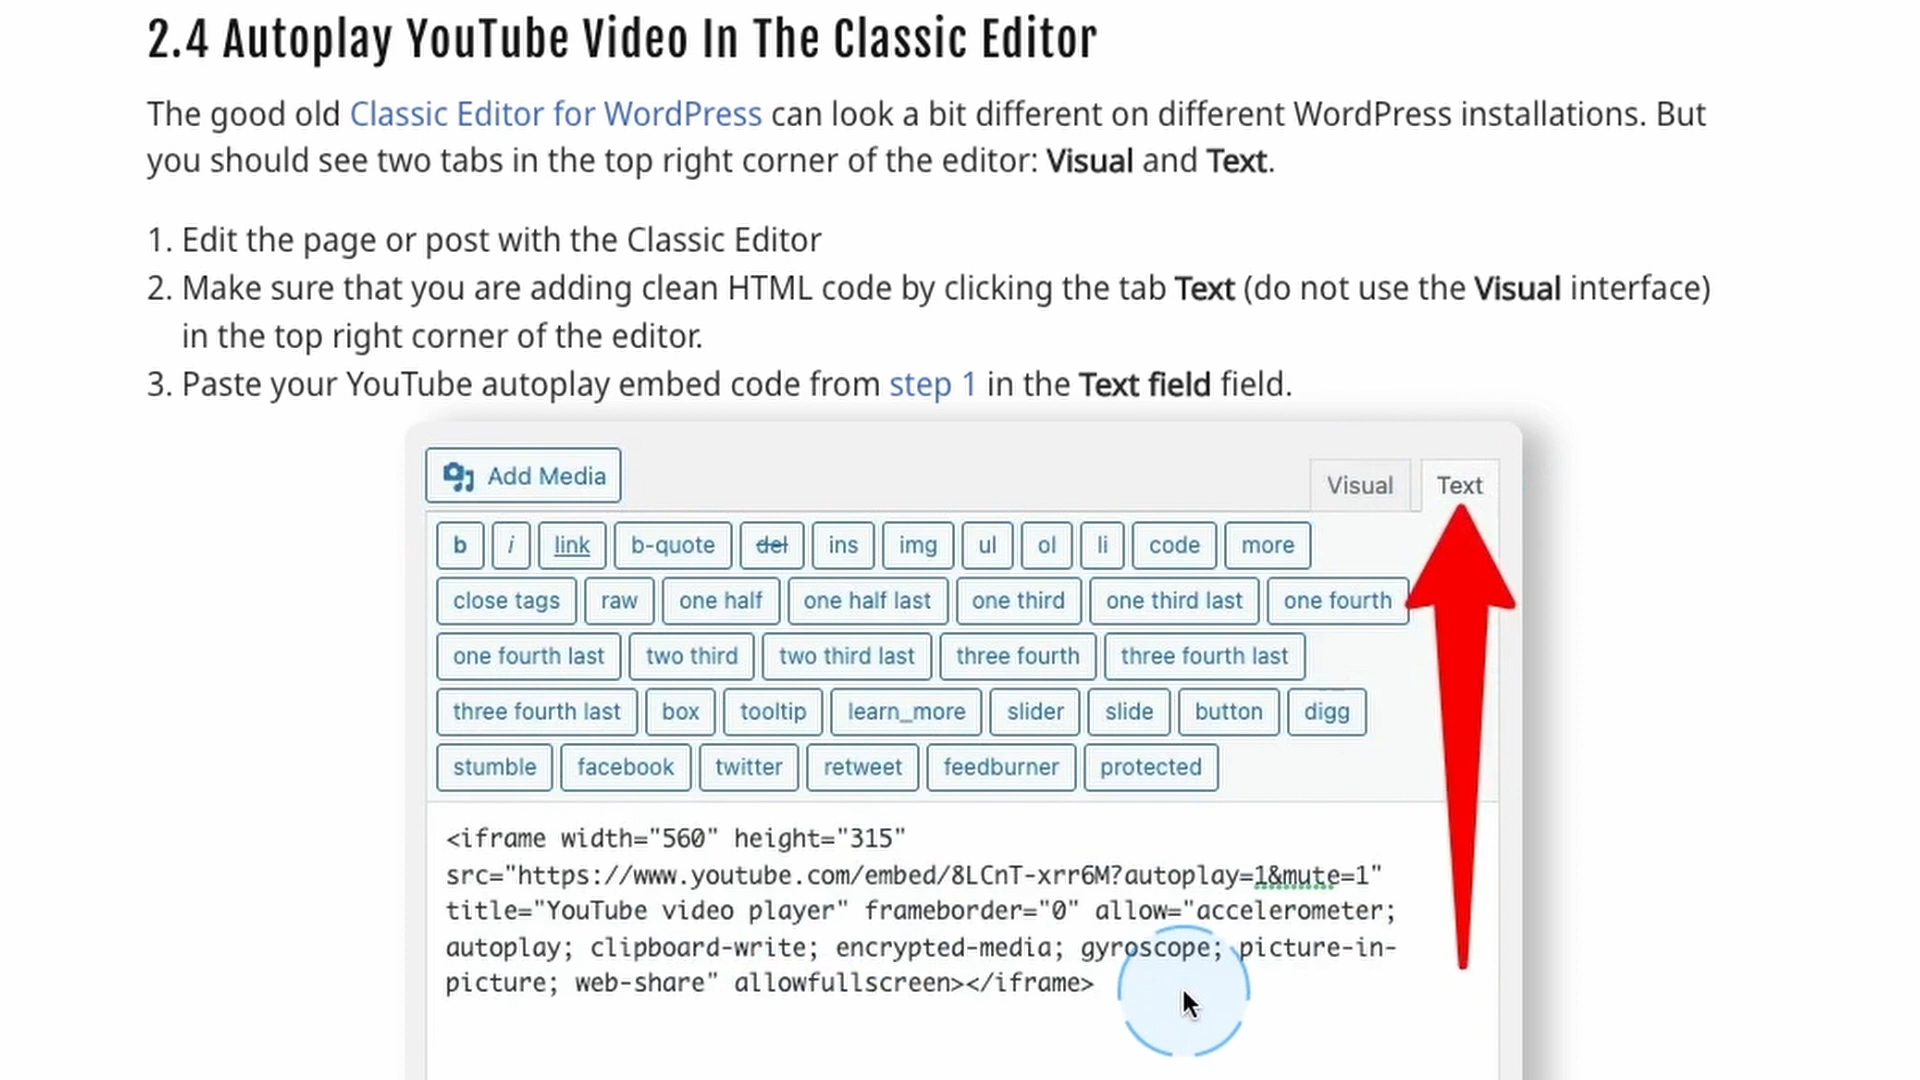 2.4 Autoplay YouTube Video In The Classic Editor
The good old Classic Editor for WordPress can look a bit different on different WordPress installations. But
you should see two tabs in the top right corner of the editor: Visual and Text.
1. Edit the page or post with the Classic Editor
2. Make sure that you are adding clean HTML code by clicking the tab Text (do not use the Visual interface)
in the top right corner of the editor.
3. Paste your YouTube autoplay embed code from step 1 in the Text field field.
Add Media Visual Text
b i link b-quote del ins img ul ol li code more
close tags raw one half one half last one third one third last one fourth
one fourth last two third two third last three fourth three fourth last
three fourth last box tooltip learn_more slider slide button digg
stumble facebook twitter retweet feedburner protected
<iframe width="560" height="315"
src="https://www.youtube.com/embed/8LCnT-xrr6M?autoplay=1&mute=1"
title="YouTube video player" frameborder="0" allow="accelerometer;
autoplay; clipboard-write; encrypted-media; gyroscope; picture-in-
picture; web-share" allowfullscreen></iframe>